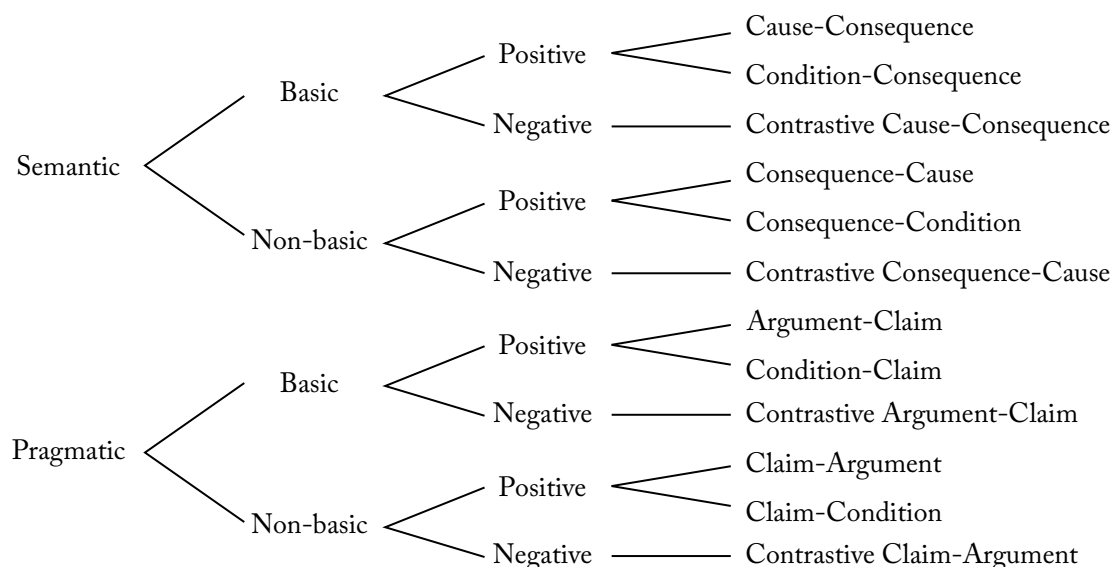 Cause-Consequence
Positive
Condition-Consequence
Basic
Negative
Contrastive Cause-Consequence
Semantic
Consequence-Cause
Positive
Consequence-Condition
Non-basic
Negative
Contrastive Consequence-Cause
Argument-Claim
Positive
Condition-Claim
Basic
Negative
Contrastive Argument-Claim
Pragmatic
Claim-Argument
Positive
Claim-Condition
Non-basic
Negative
Contrastive Claim-Argument